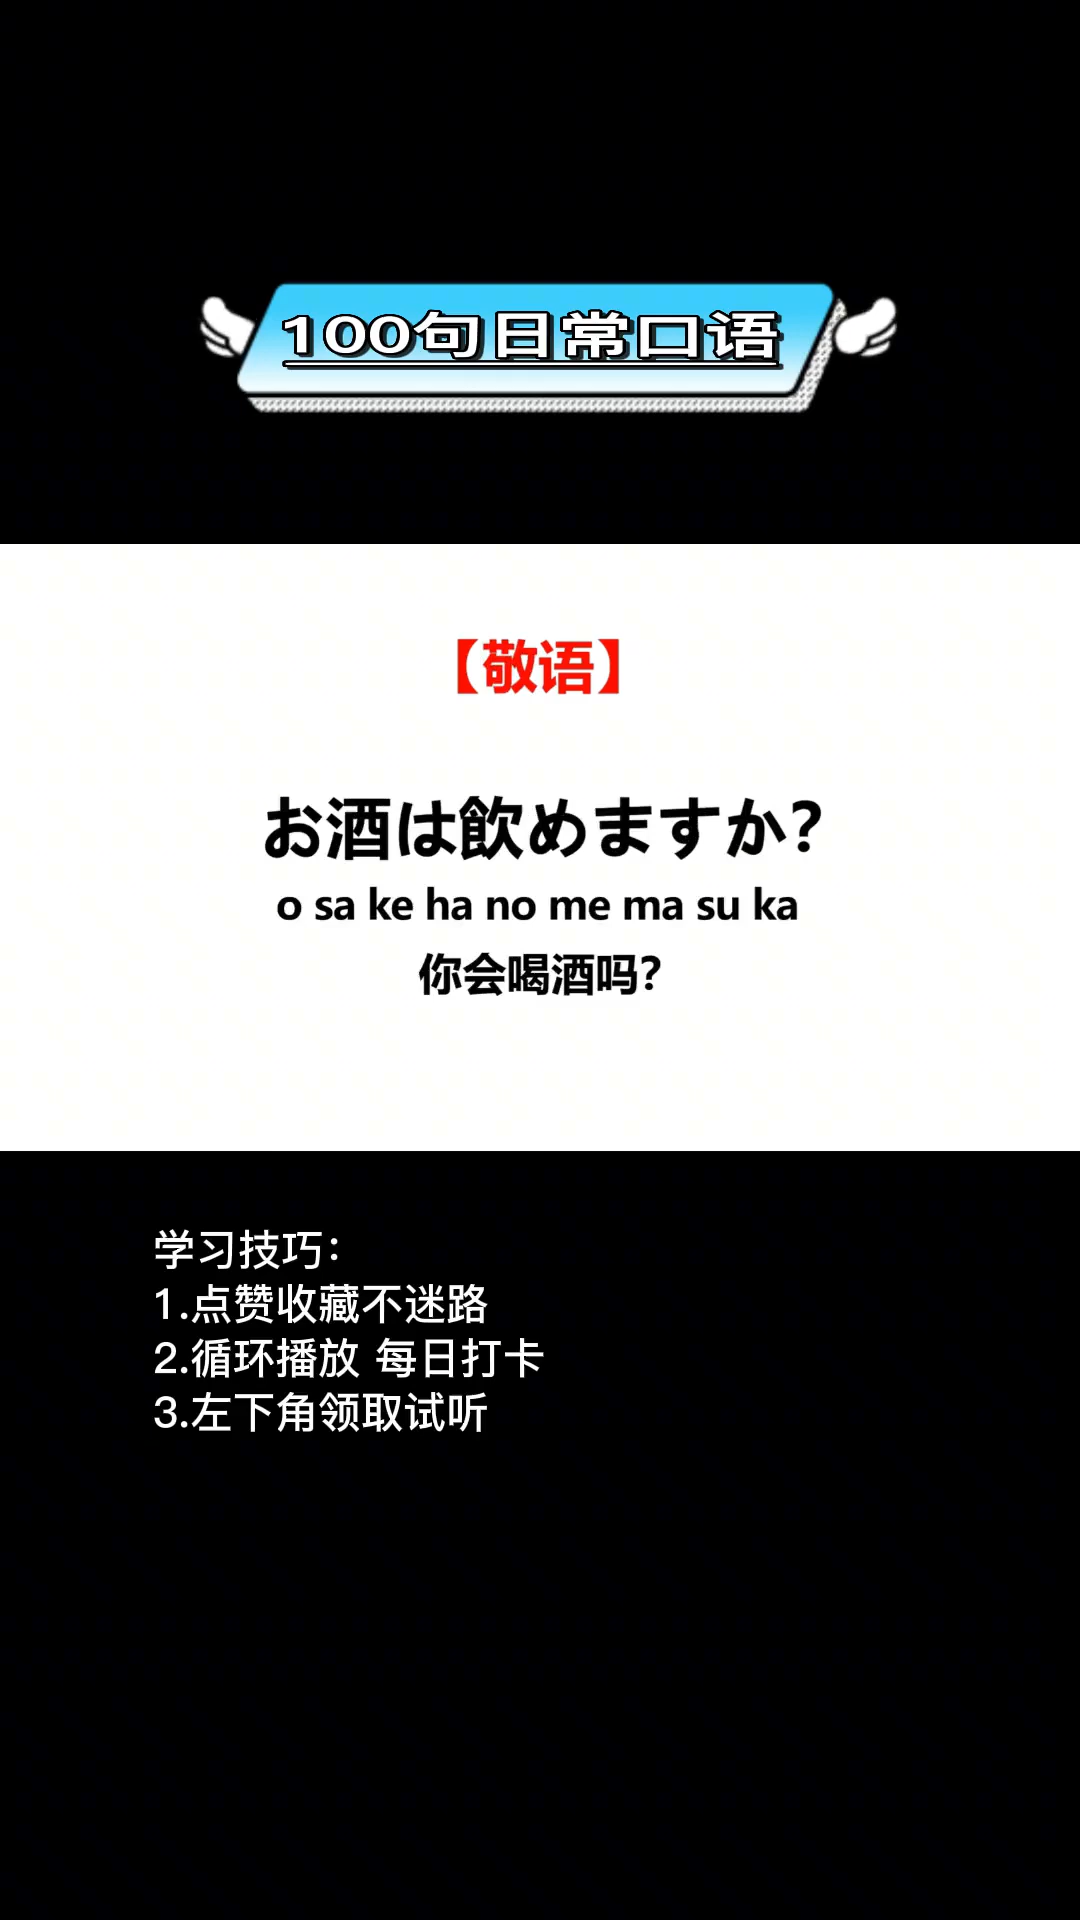 100句日常口语
【敬语】
お酒は飲めますか?
o sa ke ha no me ma su ka
你会喝酒吗?
学习技巧：
1.点赞收藏不迷路
2.循环播放 每日打卡
3.左下角领取试听